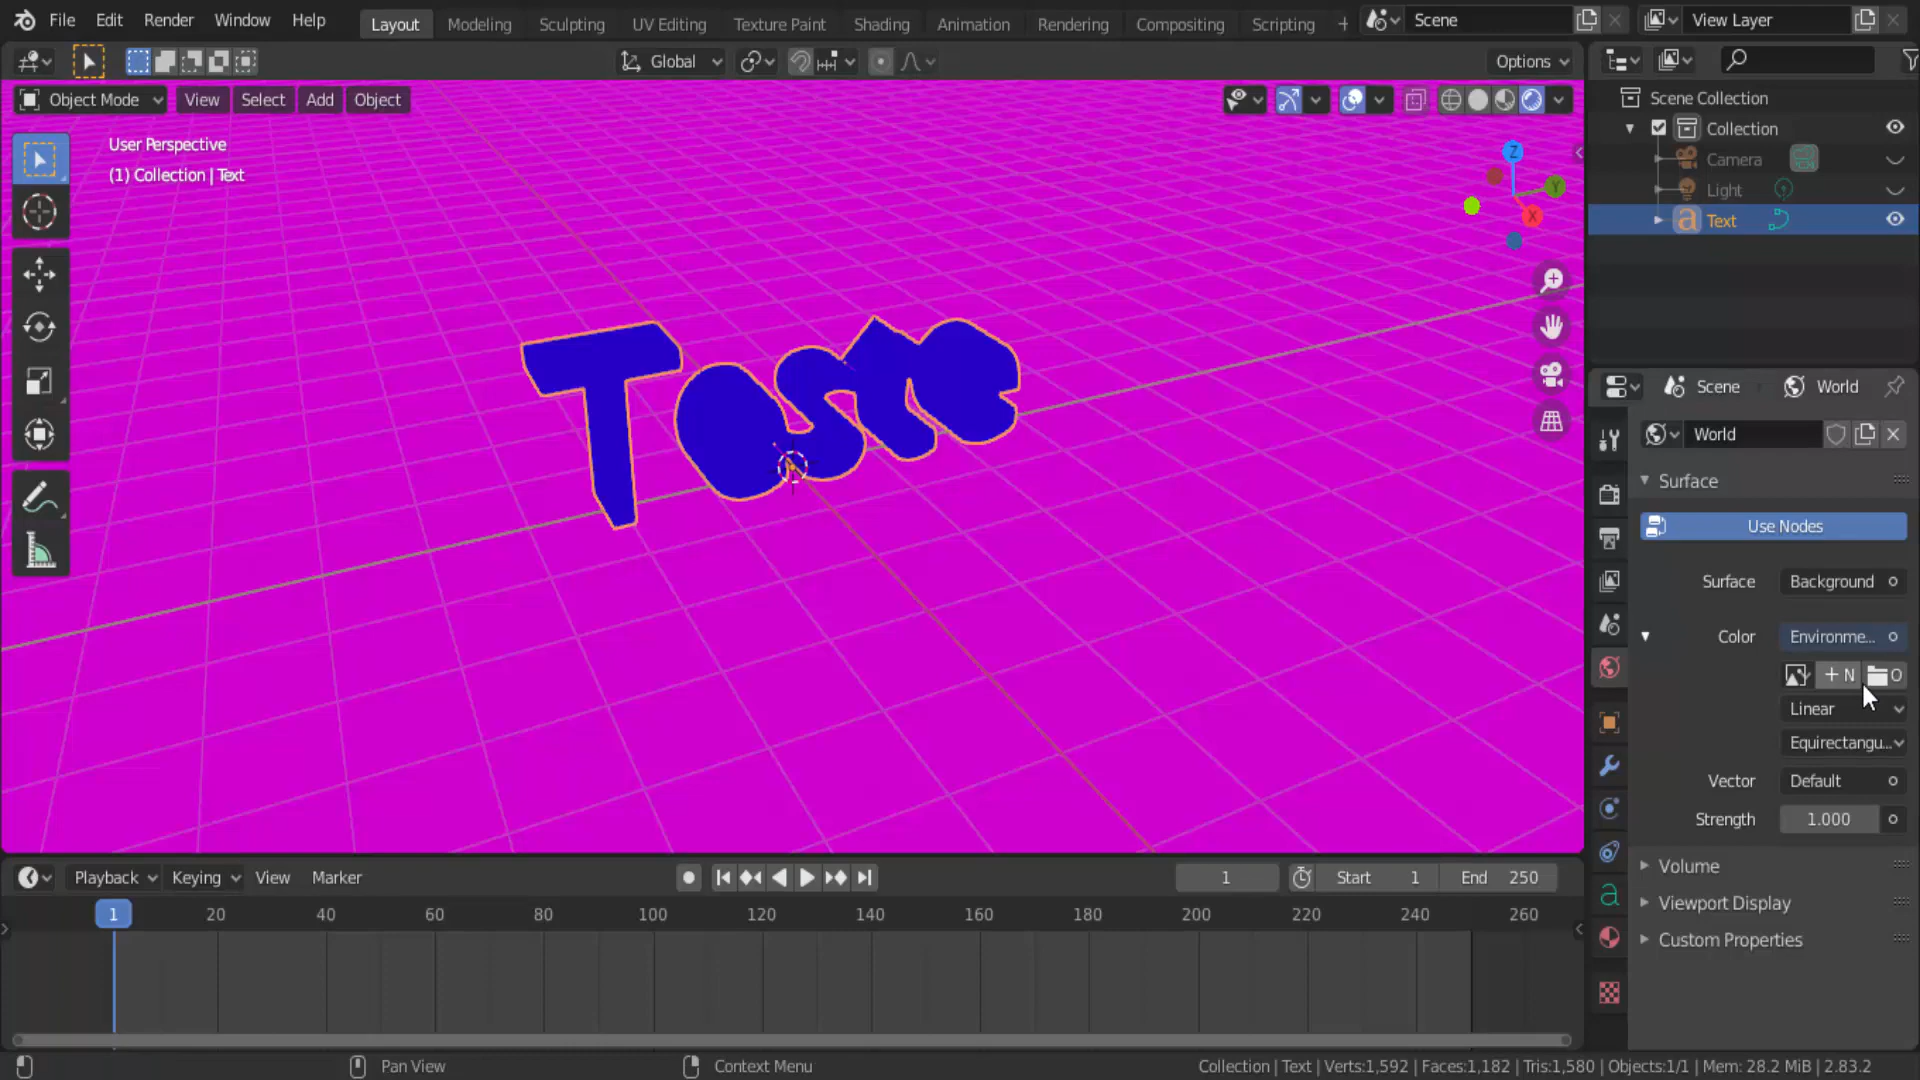 File Edit Render Window Help Layout Modeling Sculpting UV Editing Texture Paint Shading Animation Rendering Compositing Scripting + Scene View Layer
Global Options
Object Mode View Select Add Object
User Perspective
(1) Collection | Text
Z
Y
X
Scene Collection
Collection
Camera
Light
Text
Scene World
World
Surface
Use Nodes
Surface Background
Color Environme...
+ N O
Linear
Equirectangu...
Vector Default
Strength 1.000
Volume
Viewport Display
Custom Properties
Playback Keying View Marker 1 Start 1 End 250
1 20 40 60 80 100 120 140 160 180 200 220 240 260
Pan View Context Menu Collection | Text | Verts:1,592 | Faces:1,182 | Tris:1,580 | Objects:1/1 | Mem: 28.2 MiB | 2.83.2